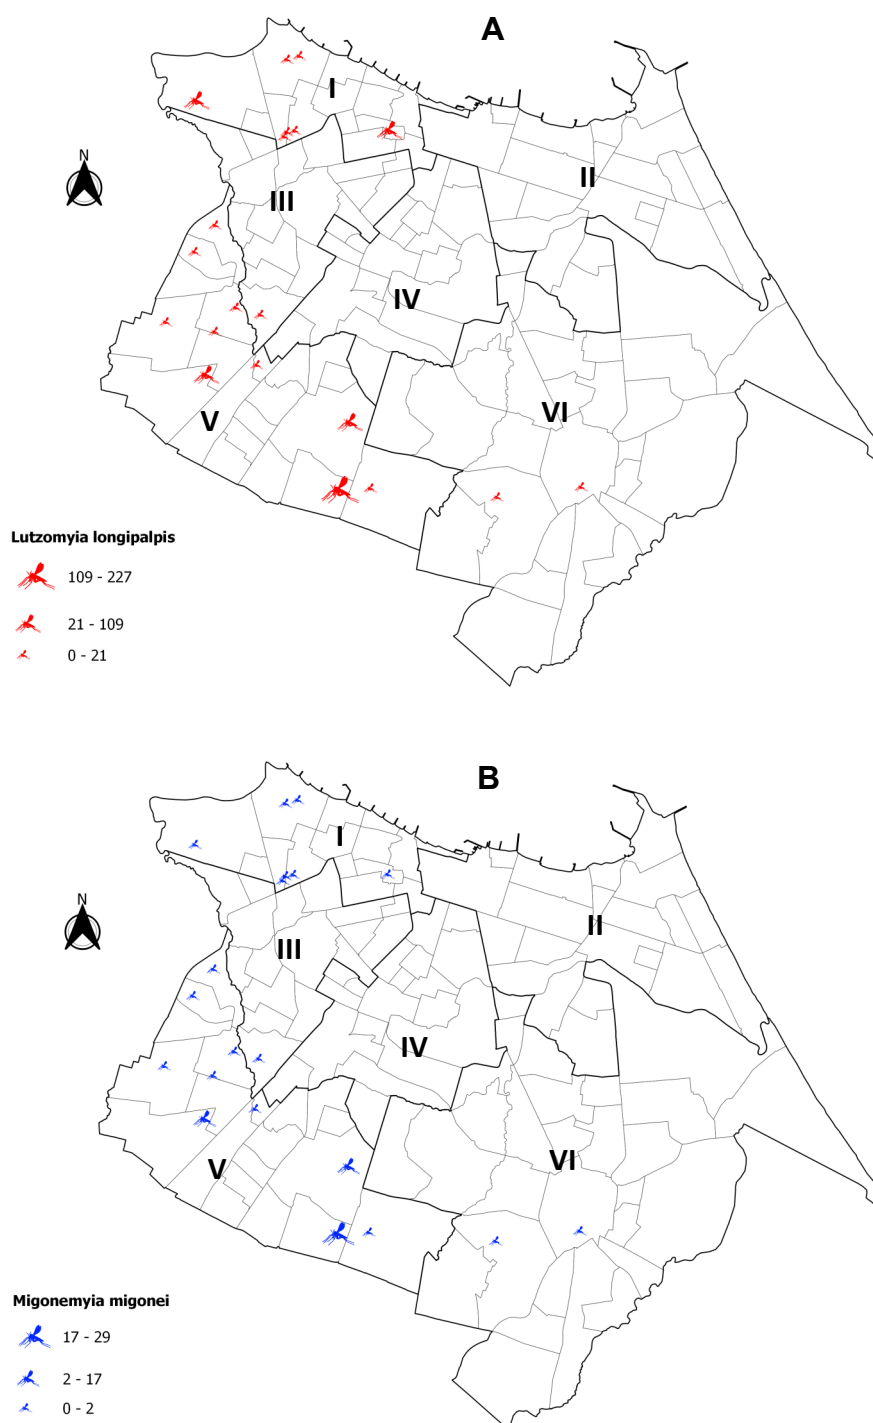 A
I
N
II
III
IV
VI
V
Lutzomyia longipalpis
109 - 227
21 - 109
0 - 21
B
I
N
II
III
IV
VI
V
Migonemyia migonei
17 - 29
2 - 17
0 - 2